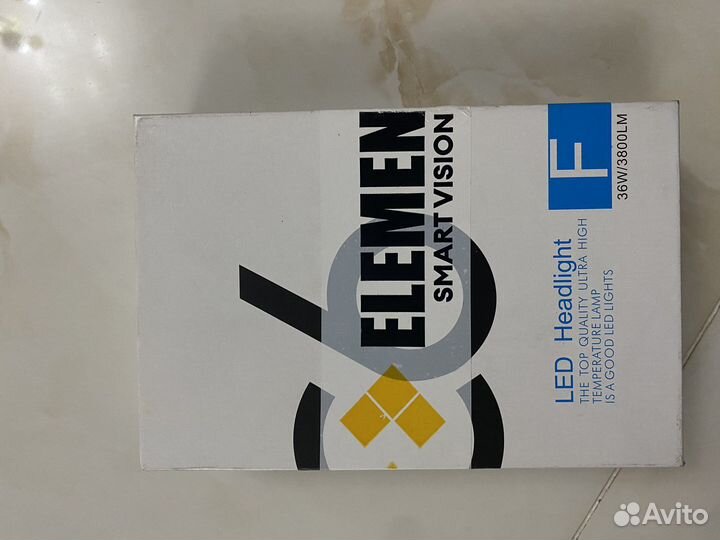 ELEMEN
SMART VISION
C6
F
36W/3800LM
LED Headlight
THE TOP QUALITY ULTRA HIGH
TEMPERATURE LAMP
IS A GOOD LED LIGHTS
Avito